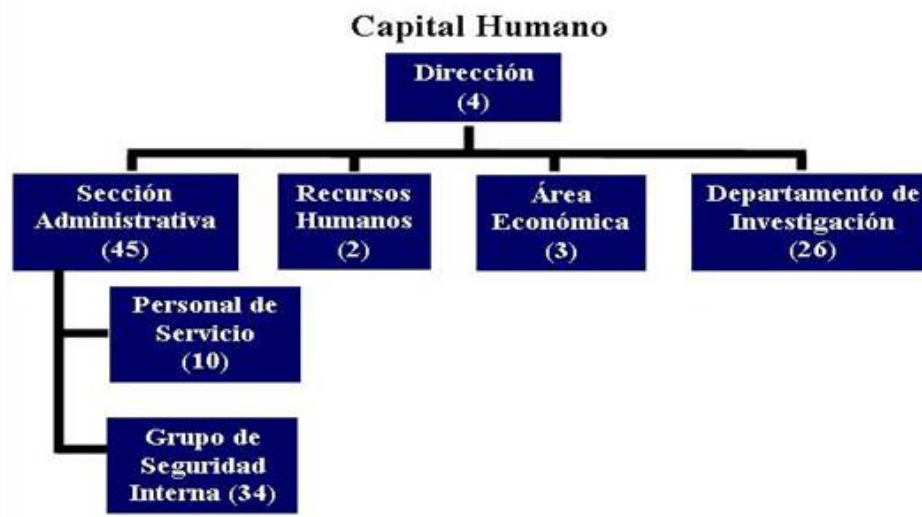 Capital Humano
Dirección
(4)
Sección
Administrativa
(45)
Recursos
Humanos
(2)
Área
Económica
(3)
Departamento de
Investigación
(26)
Personal de
Servicio
(10)
Grupo de
Seguridad
Interna (34)